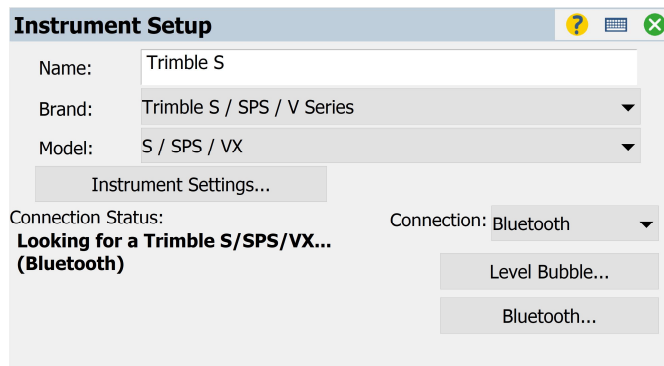 Instrument Setup
Name: Trimble S
Brand: Trimble S / SPS / V Series
Model: S / SPS / VX
Instrument Settings...
Connection Status:
Connection: Bluetooth
Looking for a Trimble S/SPS/VX...
(Bluetooth)
Level Bubble...
Bluetooth...